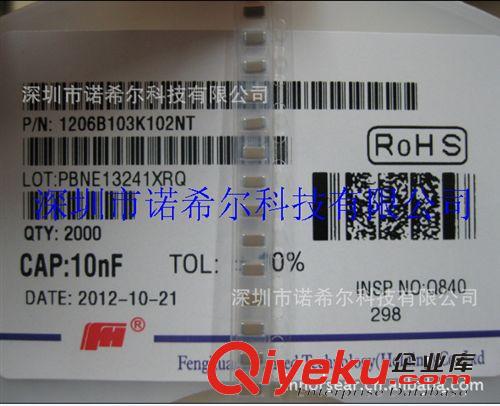 深圳市诺希尔科技有限公司
P/N: 1206B103K102NT
RoHS
LOT:PBNE13241XRQ
深圳市诺希尔科技有限公司
QTY: 2000
CAP:10nF TOL: 0%
INSP NO:Q840
深圳市诺希尔科技有限公司
DATE: 2012-10-21
298
®
Technology
Ltd
Qiyeku.com 企业库